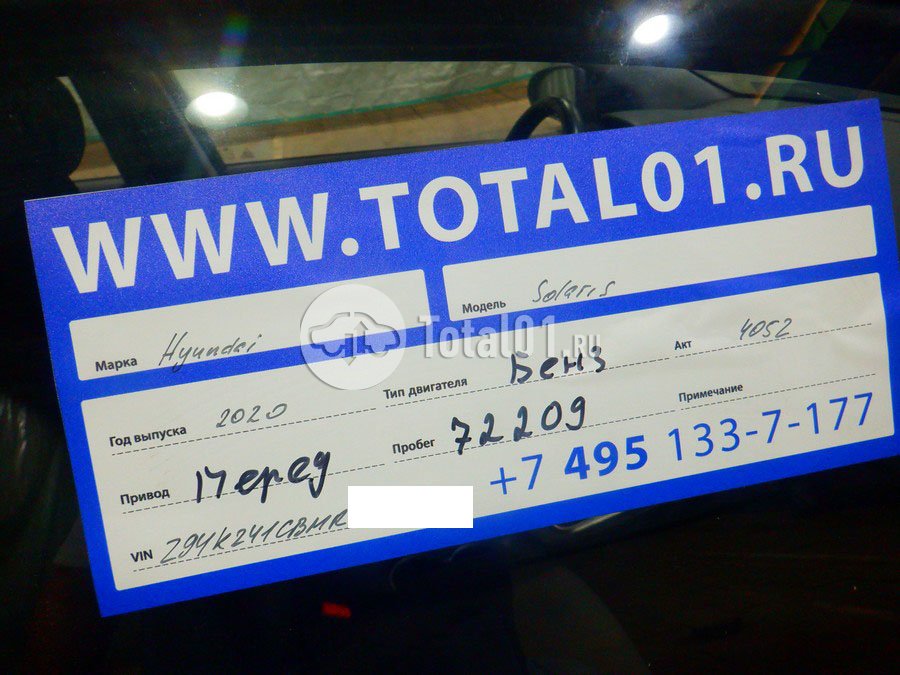 WWW.TOTAL01.RU
Марка Hyundai Модель Solaris
Total01.RU
Год выпуска 2020 Тип двигателя Бенз Акт 4052
Привод Перед Пробег 72209 Примечание
+7 495 133-7-177
VIN Z94K241CBMR